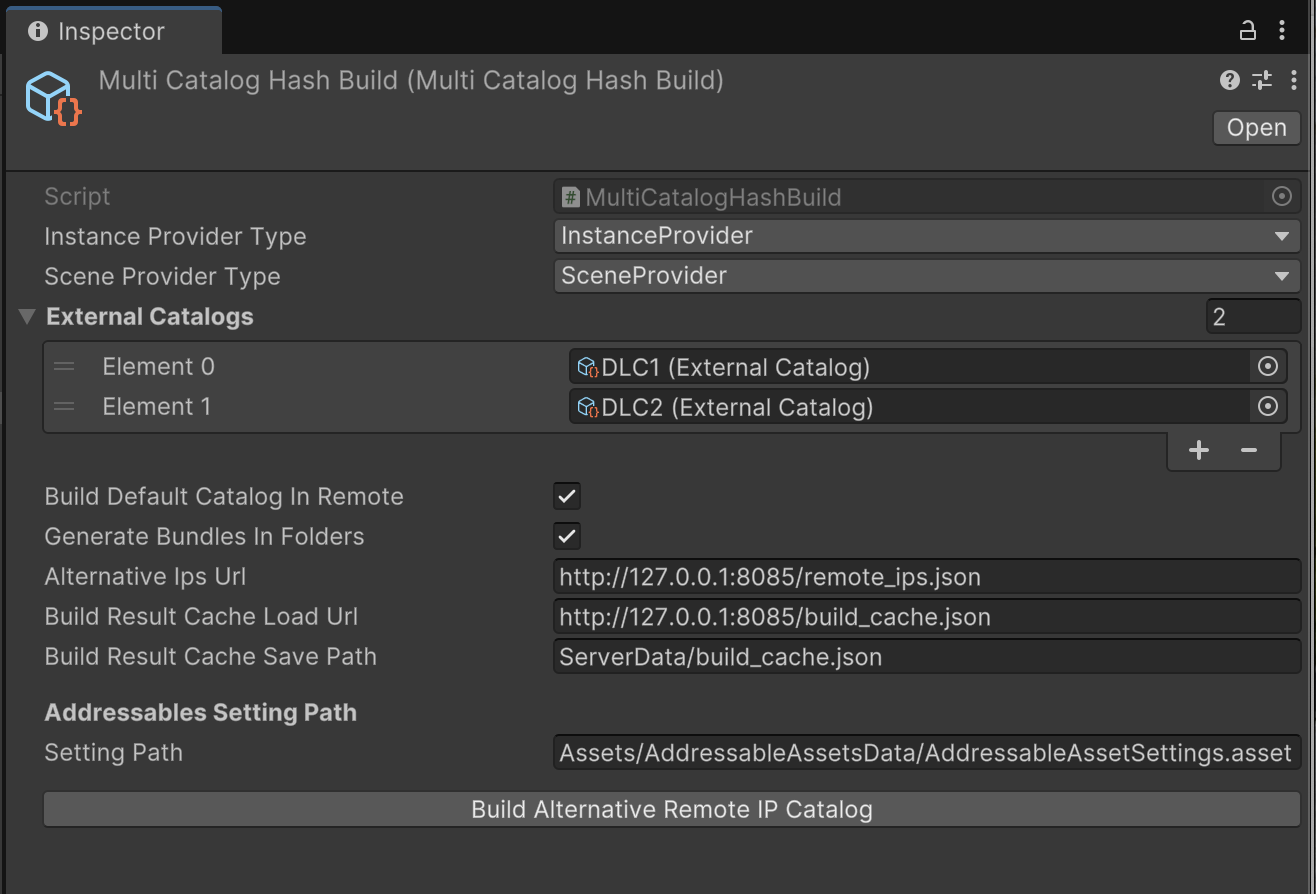 Inspector
Multi Catalog Hash Build (Multi Catalog Hash Build)
Open
Script
# MultiCatalogHashBuild
Instance Provider Type
InstanceProvider
Scene Provider Type
SceneProvider
External Catalogs
2
Element 0
DLC1 (External Catalog)
Element 1
DLC2 (External Catalog)
Build Default Catalog In Remote
Generate Bundles In Folders
Alternative Ips Url
http://127.0.0.1:8085/remote_ips.json
Build Result Cache Load Url
http://127.0.0.1:8085/build_cache.json
Build Result Cache Save Path
ServerData/build_cache.json
Addressables Setting Path
Setting Path
Assets/AddressableAssetsData/AddressableAssetSettings.asset
Build Alternative Remote IP Catalog